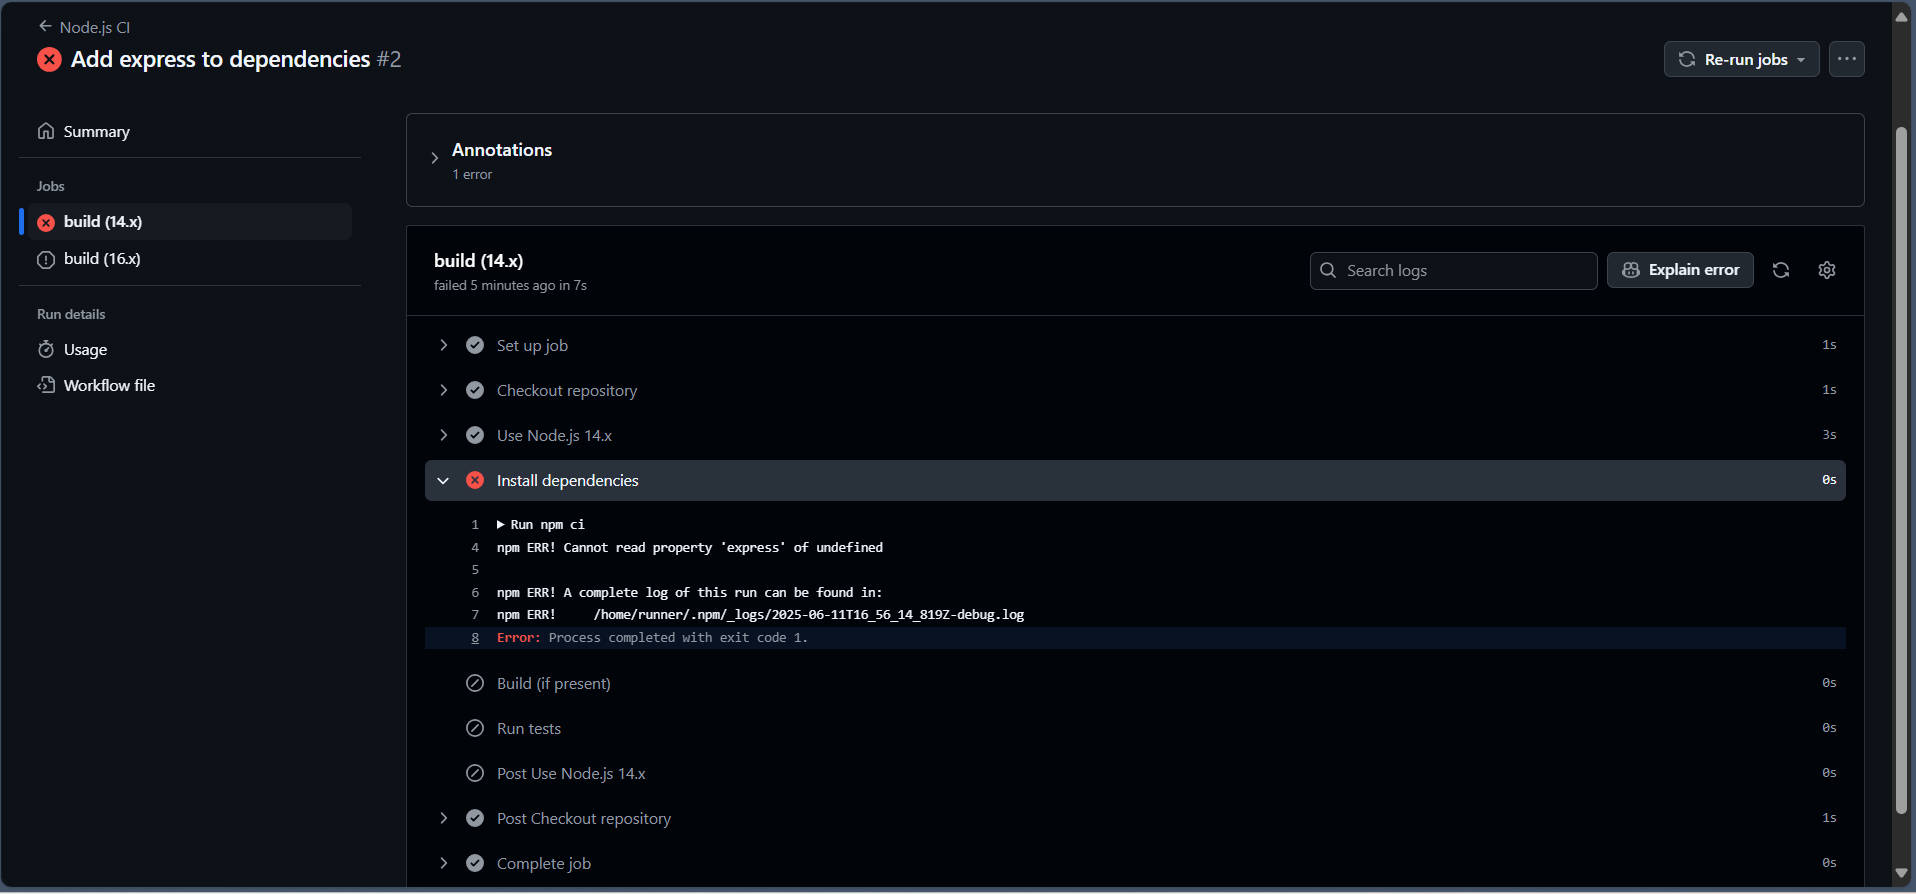 Node.js CI
Add express to dependencies #2
Re-run jobs
Summary
Jobs
build (14.x)
build (16.x)
Run details
Usage
Workflow file
Annotations
1 error
build (14.x)
failed 5 minutes ago in 7s
Search logs
Explain error
Set up job 1s
Checkout repository 1s
Use Node.js 14.x 3s
Install dependencies 0s
1 Run npm ci
4 npm ERR! Cannot read property 'express' of undefined
5
6 npm ERR! A complete log of this run can be found in:
7 npm ERR!     /home/runner/.npm/_logs/2025-06-11T16_56_14_819Z-debug.log
8 Error: Process completed with exit code 1.
Build (if present) 0s
Run tests 0s
Post Use Node.js 14.x 0s
Post Checkout repository 1s
Complete job 0s